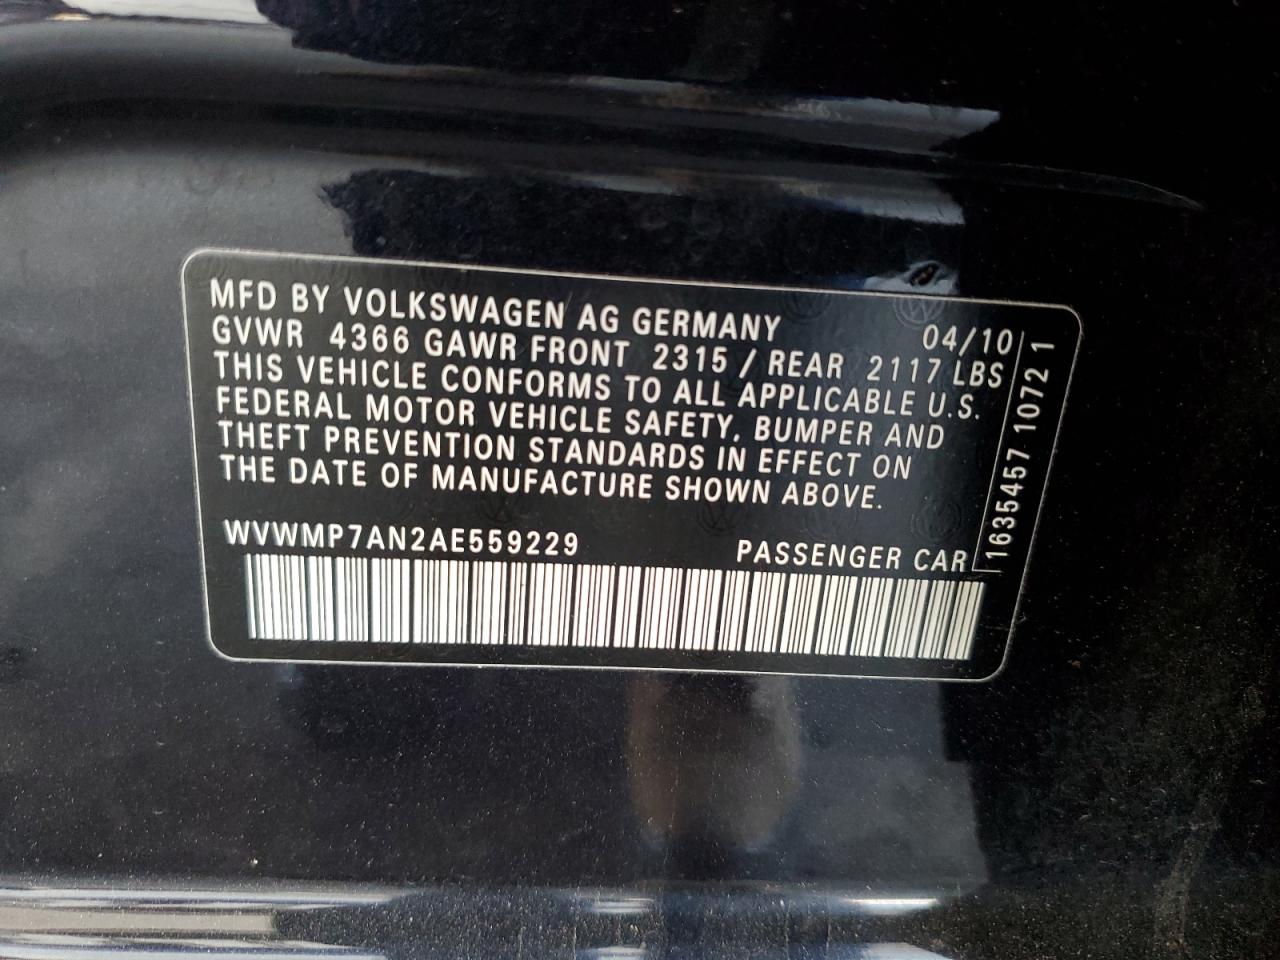 MFD BY VOLKSWAGEN AG GERMANY 04/10
GVWR 4366 GAWR FRONT 2315 / REAR 2117 LBS
THIS VEHICLE CONFORMS TO ALL APPLICABLE U.S.
FEDERAL MOTOR VEHICLE SAFETY, BUMPER AND
THEFT PREVENTION STANDARDS IN EFFECT ON
THE DATE OF MANUFACTURE SHOWN ABOVE.
WVWMP7AN2AE559229 PASSENGER CAR
1635457 1072 1